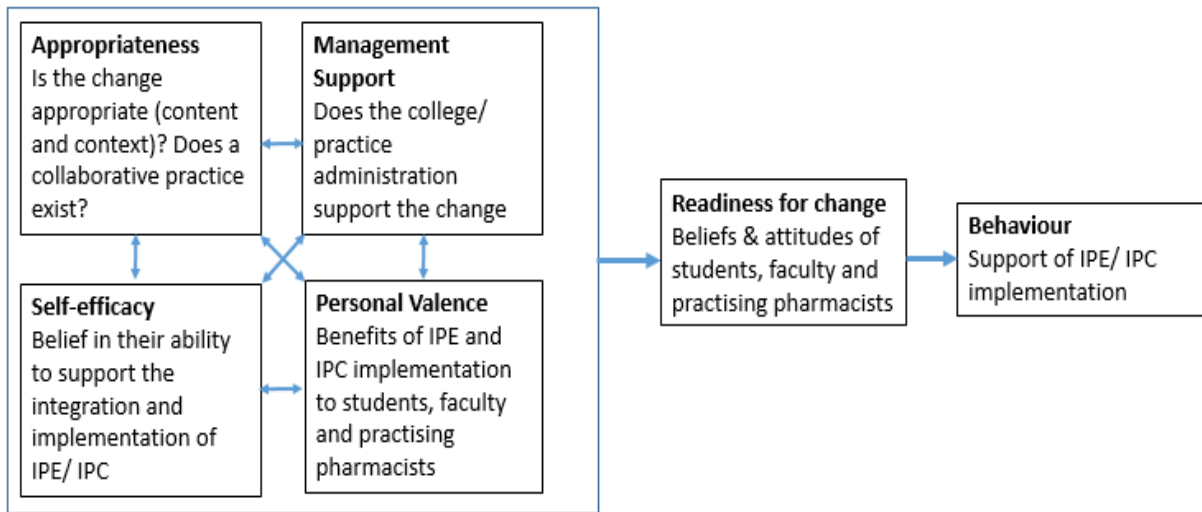 Appropriateness
Is the change
appropriate (content
and context)? Does a
collaborative practice
exist?
Management
Support
Does the college/
practice
administration
support the change
Self-efficacy
Belief in their ability
to support the
integration and
implementation of
IPE/ IPC
Personal Valence
Benefits of IPE and
IPC implementation
to students, faculty
and practising
pharmacists
Readiness for change
Beliefs & attitudes of
students, faculty and
practising pharmacists
Behaviour
Support of IPE/ IPC
implementation